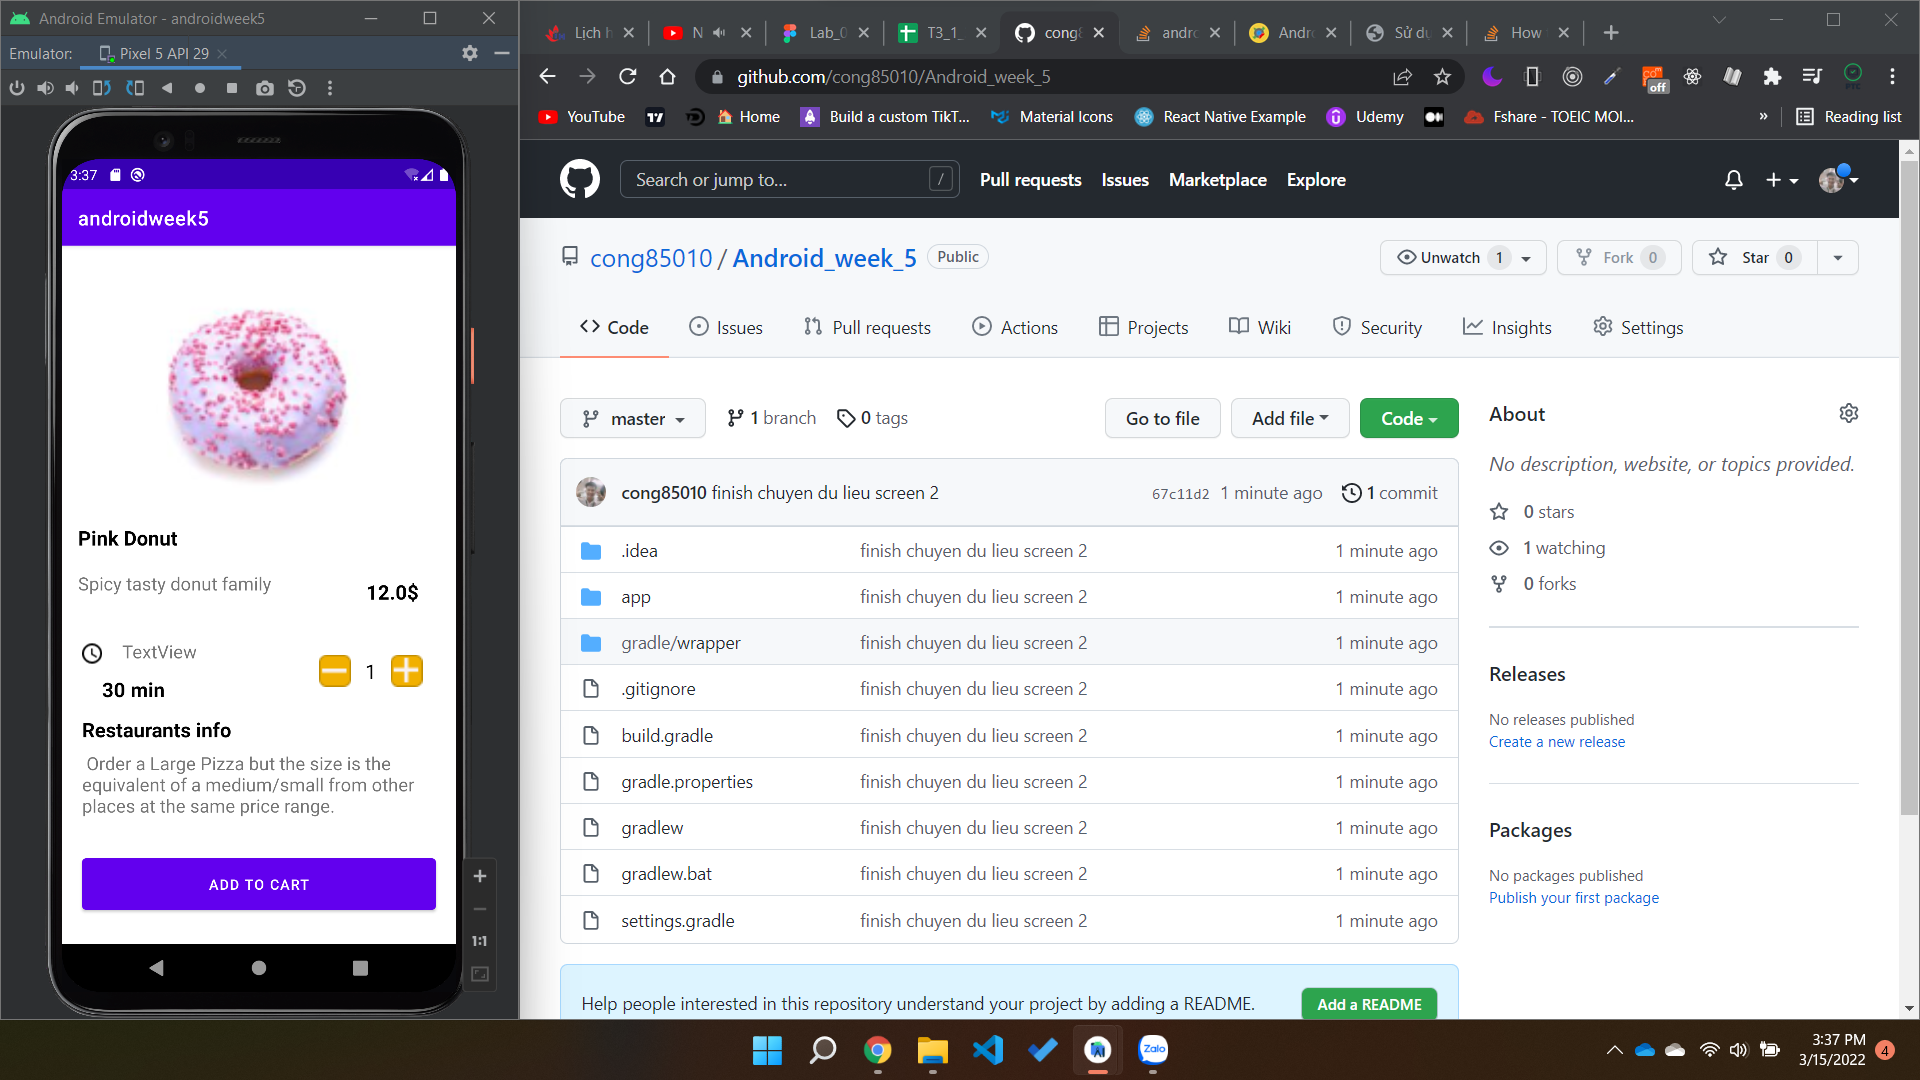 Android Emulator - androidweek5
Emulator: Pixel 5 API 29
3:37
androidweek5
Pink Donut
Spicy tasty donut family
12.0$
TextView
30 min
1
Restaurants info
Order a Large Pizza but the size is the
equivalent of a medium/small from other
places at the same price range.
ADD TO CART
1:1
Lịch h
N
Lab_0
T3_1_
cong8
andro
Andro
Sử dụ
How
github.com/cong85010/Android_week_5
off
YouTube
Home
Build a custom TikT...
Material Icons
React Native Example
Udemy
Fshare - TOEIC MOI...
»
Reading list
Search or jump to...
/
Pull requests
Issues
Marketplace
Explore
cong85010 / Android_week_5
Public
Unwatch 1
Fork 0
Star 0
Code
Issues
Pull requests
Actions
Projects
Wiki
Security
Insights
Settings
master
1 branch
0 tags
Go to file
Add file
Code
cong85010 finish chuyen du lieu screen 2
67c11d2 1 minute ago
1 commit
.idea finish chuyen du lieu screen 2 1 minute ago
app finish chuyen du lieu screen 2 1 minute ago
gradle/wrapper finish chuyen du lieu screen 2 1 minute ago
.gitignore finish chuyen du lieu screen 2 1 minute ago
build.gradle finish chuyen du lieu screen 2 1 minute ago
gradle.properties finish chuyen du lieu screen 2 1 minute ago
gradlew finish chuyen du lieu screen 2 1 minute ago
gradlew.bat finish chuyen du lieu screen 2 1 minute ago
settings.gradle finish chuyen du lieu screen 2 1 minute ago
Help people interested in this repository understand your project by adding a README.
Add a README
About
No description, website, or topics provided.
0 stars
1 watching
0 forks
Releases
No releases published
Create a new release
Packages
No packages published
Publish your first package
Zalo
3:37 PM
3/15/2022
4